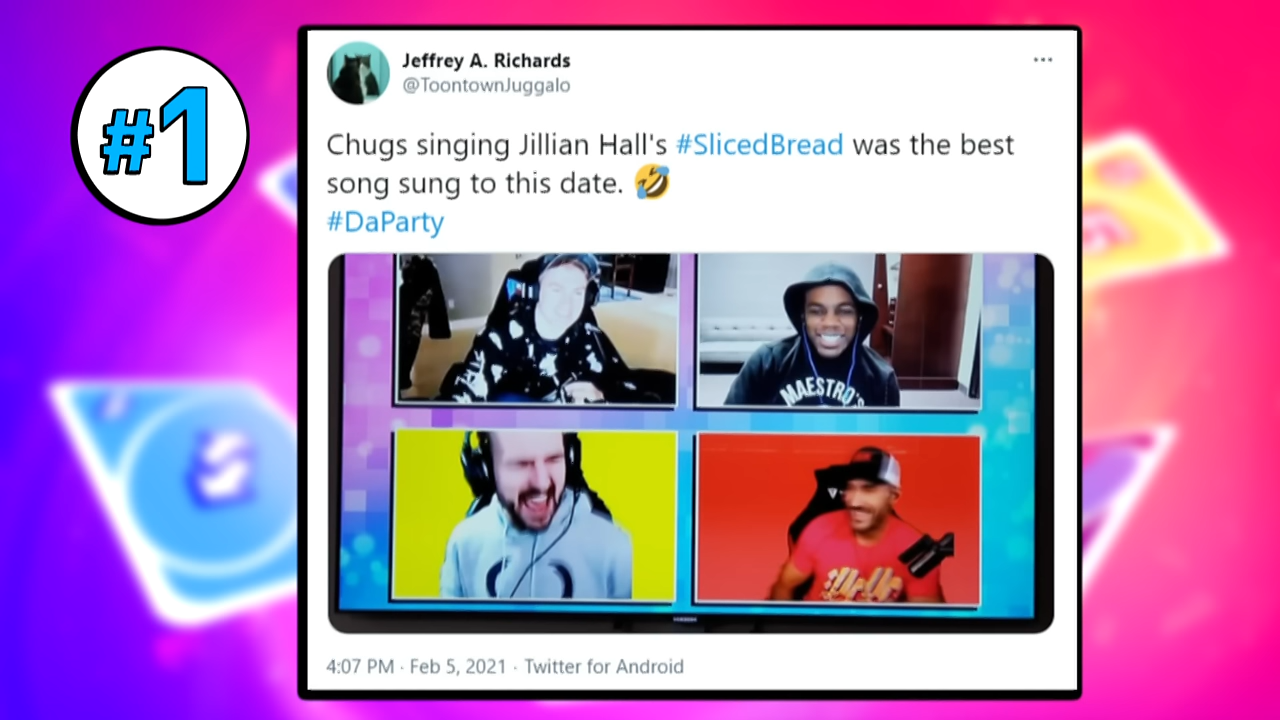 #1
Jeffrey A. Richards
@ToontownJuggalo
Chugs singing Jillian Hall's #SlicedBread was the best
song sung to this date. 🤣
#DaParty
MAESTRO'S
4:07 PM · Feb 5, 2021 · Twitter for Android